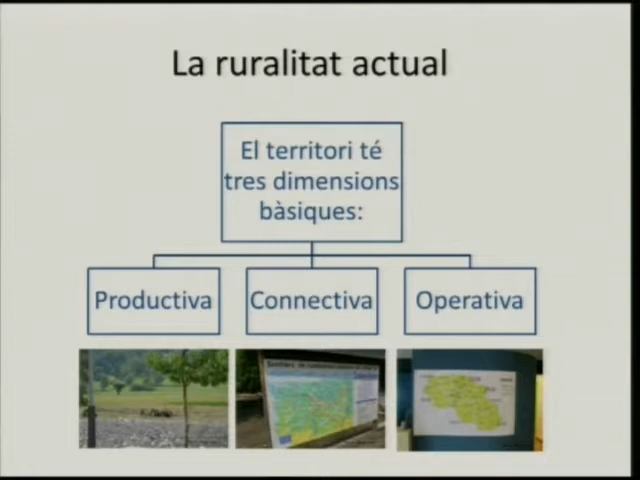 La ruralitat actual
El territori té
tres dimensions
bàsiques:
Productiva
Connectiva
Operativa